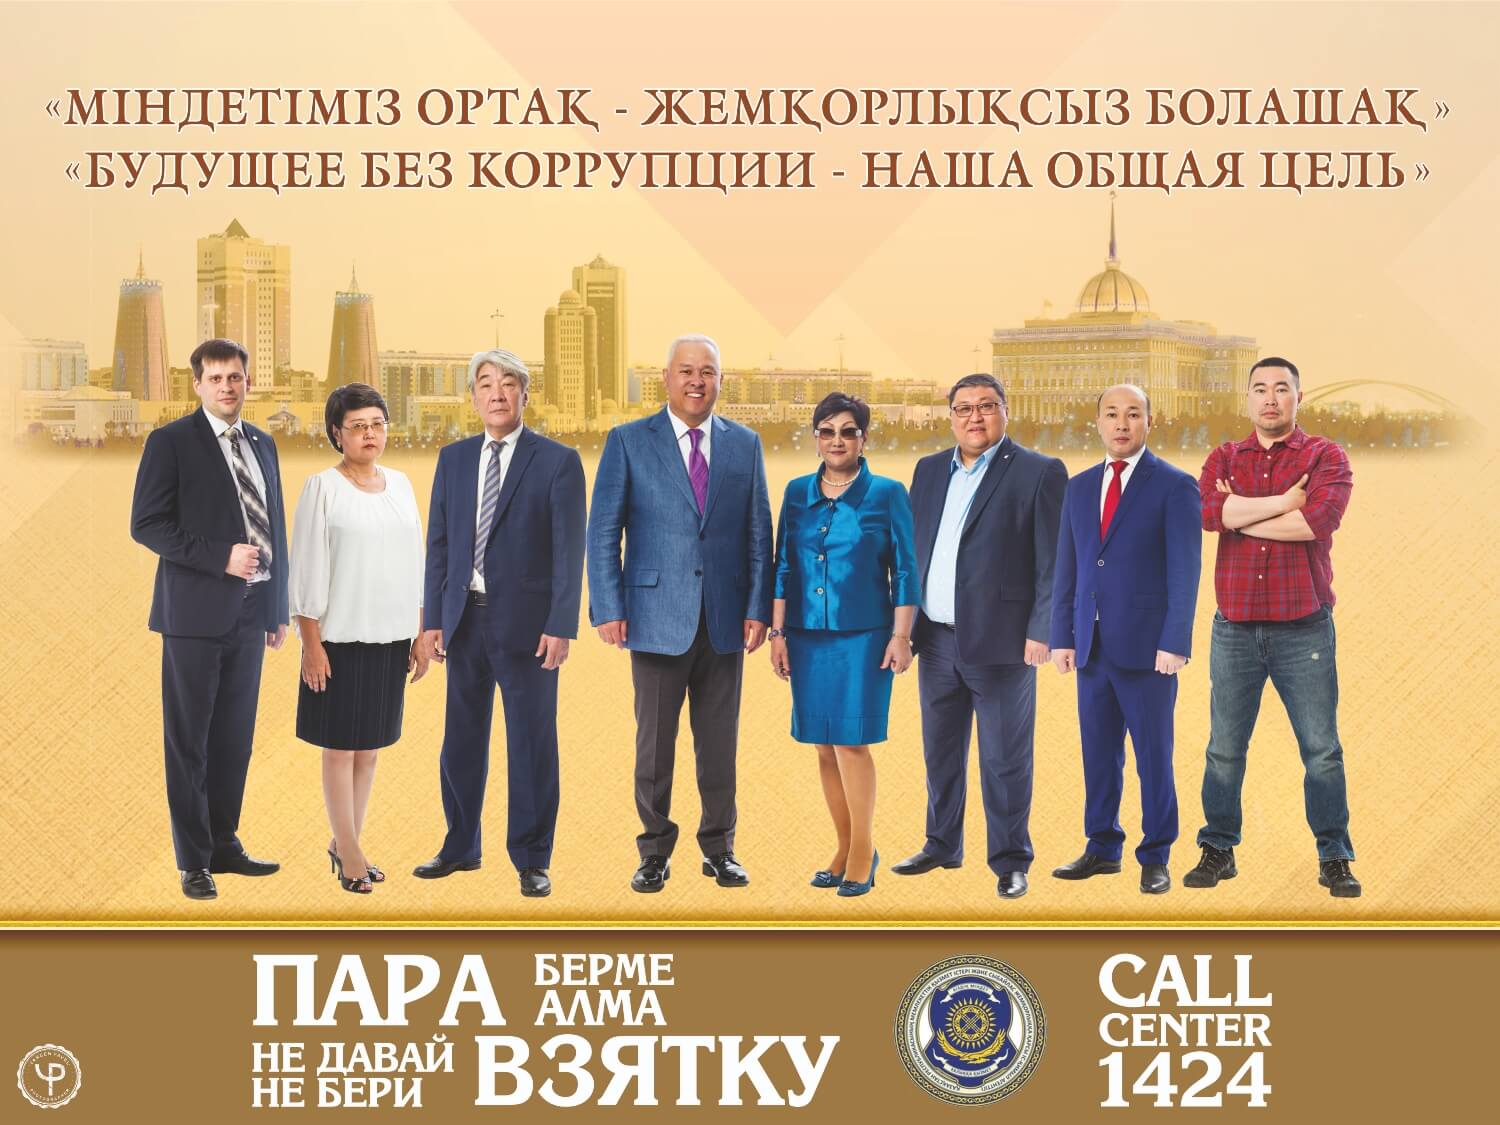 «МІНДЕТІМІЗ ОРТАҚ - ЖЕМҚОРЛЫҚСЫЗ БОЛАШАҚ»
«БУДУЩЕЕ БЕЗ КОРРУПЦИИ - НАША ОБЩАЯ ЦЕЛЬ»
ПАРА БЕРМЕ
АЛМА
НЕ ДАВАЙ
НЕ БЕРИ ВЗЯТКУ
CALL
CENTER
1424